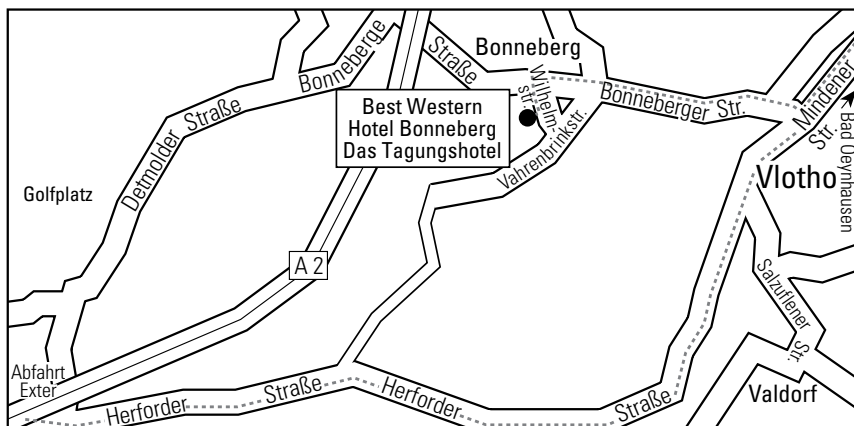 Bonneberg
Bonneberger
Straße
Wilhelm-
str.
Bonneberger Str.
Mindener
Str.
Bad Oeynhausen
Best Western
Hotel Bonneberg
Das Tagungshotel
Detmolder Straße
Vahrenbrinkstr.
Golfplatz
Vlotho
A 2
Salzuflener
Str.
Abfahrt
Exter
Herforder Straße
Herforder Straße
Valdorf